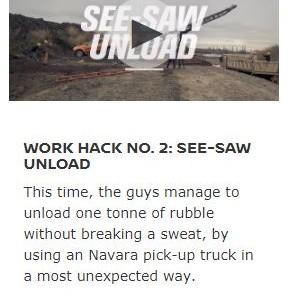 SEE-SAW
UNLOAD
WORK HACK NO. 2: SEE-SAW
UNLOAD
This time, the guys manage to
unload one tonne of rubble
without breaking a sweat, by
using an Navara pick-up truck in
a most unexpected way.